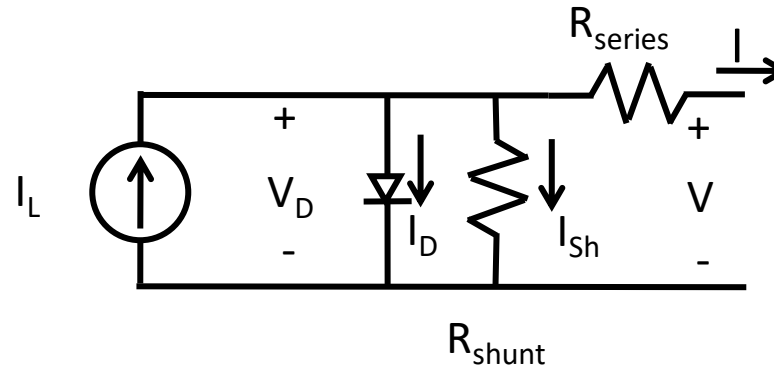 R_series
I
+
+
I_L
V_D
V
I_D
I_Sh
-
-
R_shunt